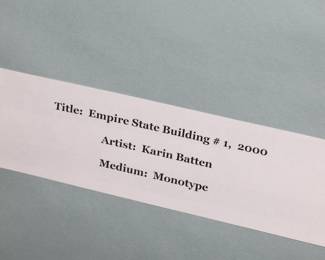 Title: Empire State Building # 1, 2000
Artist: Karin Batten
Medium: Monotype